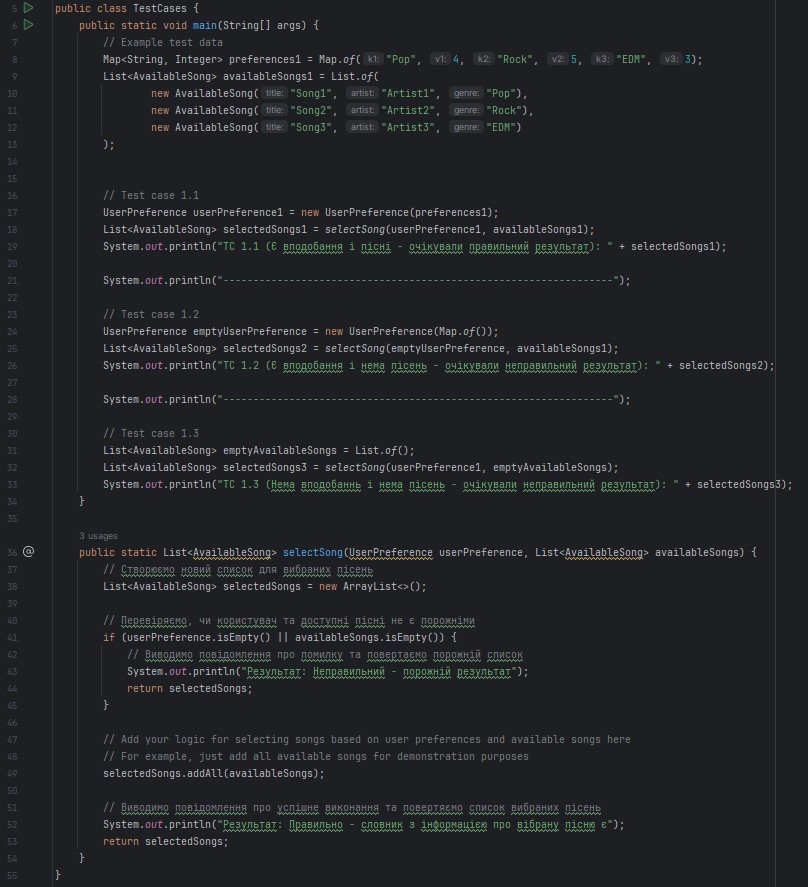 5 public class TestCases {
6 public static void main(String[] args) {
7 // Example test data
8 Map<String, Integer> preferences1 = Map.of( k1: "Pop", v1: 4, k2: "Rock", v2: 5, k3: "EDM", v3: 3);
9 List<AvailableSong> availableSongs1 = List.of(
10 new AvailableSong( title: "Song1", artist: "Artist1", genre: "Pop"),
11 new AvailableSong( title: "Song2", artist: "Artist2", genre: "Rock"),
12 new AvailableSong( title: "Song3", artist: "Artist3", genre: "EDM")
13 );
14
15
16 // Test case 1.1
17 UserPreference userPreference1 = new UserPreference(preferences1);
18 List<AvailableSong> selectedSongs1 = selectSong(userPreference1, availableSongs1);
19 System.out.println("TC 1.1 (Є вподобання і пісні - очікували правильний результат): " + selectedSongs1);
20
21 System.out.println("-----------------------------------------------------------------");
22
23 // Test case 1.2
24 UserPreference emptyUserPreference = new UserPreference(Map.of());
25 List<AvailableSong> selectedSongs2 = selectSong(emptyUserPreference, availableSongs1);
26 System.out.println("TC 1.2 (Є вподобання і нема пісень - очікували неправильний результат): " + selectedSongs2);
27
28 System.out.println("-----------------------------------------------------------------");
29
30 // Test case 1.3
31 List<AvailableSong> emptyAvailableSongs = List.of();
32 List<AvailableSong> selectedSongs3 = selectSong(userPreference1, emptyAvailableSongs);
33 System.out.println("TC 1.3 (Нема вподобаннь і нема пісень - очікували неправильний результат): " + selectedSongs3);
34 }
35
3 usages
36 public static List<AvailableSong> selectSong(UserPreference userPreference, List<AvailableSong> availableSongs) {
37 // Створюємо новий список для вибраних пісень
38 List<AvailableSong> selectedSongs = new ArrayList<>();
39
40 // Перевіряємо, чи користувач та доступні пісні не є порожніми
41 if (userPreference.isEmpty() || availableSongs.isEmpty()) {
42 // Виводимо повідомлення про помилку та повертаємо порожній список
43 System.out.println("Результат: Неправильний - порожній результат");
44 return selectedSongs;
45 }
46
47 // Add your logic for selecting songs based on user preferences and available songs here
48 // For example, just add all available songs for demonstration purposes
49 selectedSongs.addAll(availableSongs);
50
51 // Виводимо повідомлення про успішне виконання та повертяємо список вибраних пісень
52 System.out.println("Результат: Правильно - словник з інформацією про вібрану пісню є");
53 return selectedSongs;
54 }
55 }